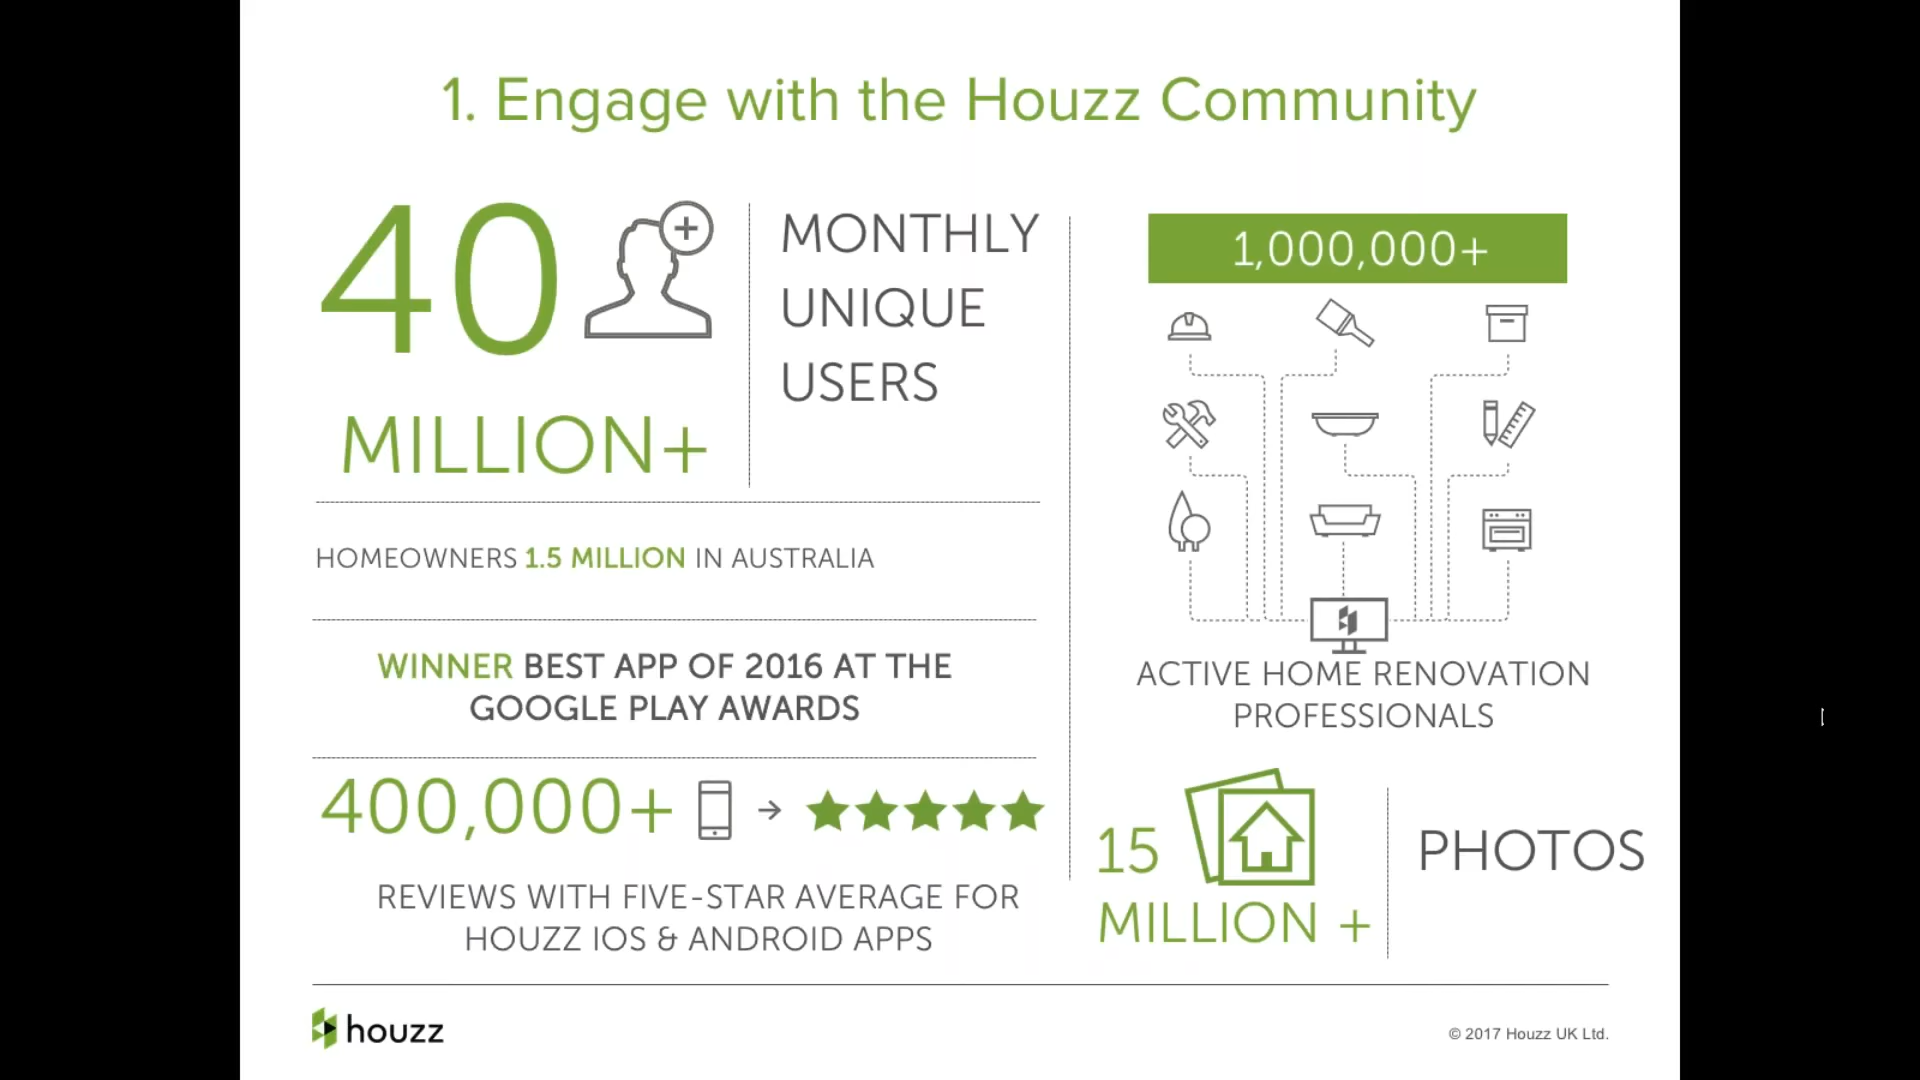 1. Engage with the Houzz Community
40
MILLION+
MONTHLY
UNIQUE
USERS
HOMEOWNERS 1.5 MILLION IN AUSTRALIA
WINNER BEST APP OF 2016 AT THE
GOOGLE PLAY AWARDS
400,000+
REVIEWS WITH FIVE-STAR AVERAGE FOR
HOUZZ IOS & ANDROID APPS
1,000,000+
ACTIVE HOME RENOVATION
PROFESSIONALS
15
MILLION +
PHOTOS
houzz
© 2017 Houzz UK Ltd.